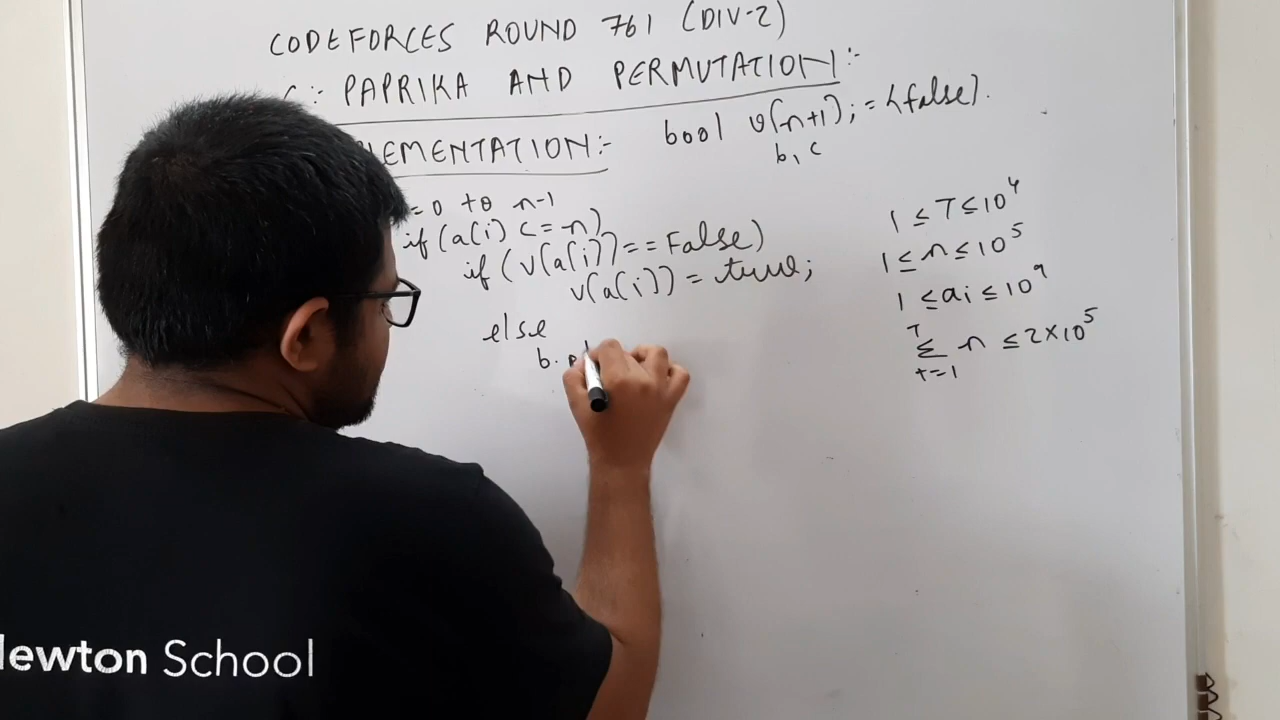 CODEFORCES ROUND 761 (DIV-2)
C :- PAPRIKA AND PERMUTATION :-
LEMENTATION:-
bool v[n+1]; = {false}.
b, c
=0 to n-1
if (a[i] <= n)
if (v[a[i]] == False)
v[a[i]] = true;
else
b.
1 ≤ T ≤ 10^4
1 ≤ n ≤ 10^5
1 ≤ ai ≤ 10^9
T
Σ n ≤ 2×10^5
t=1
Newton School